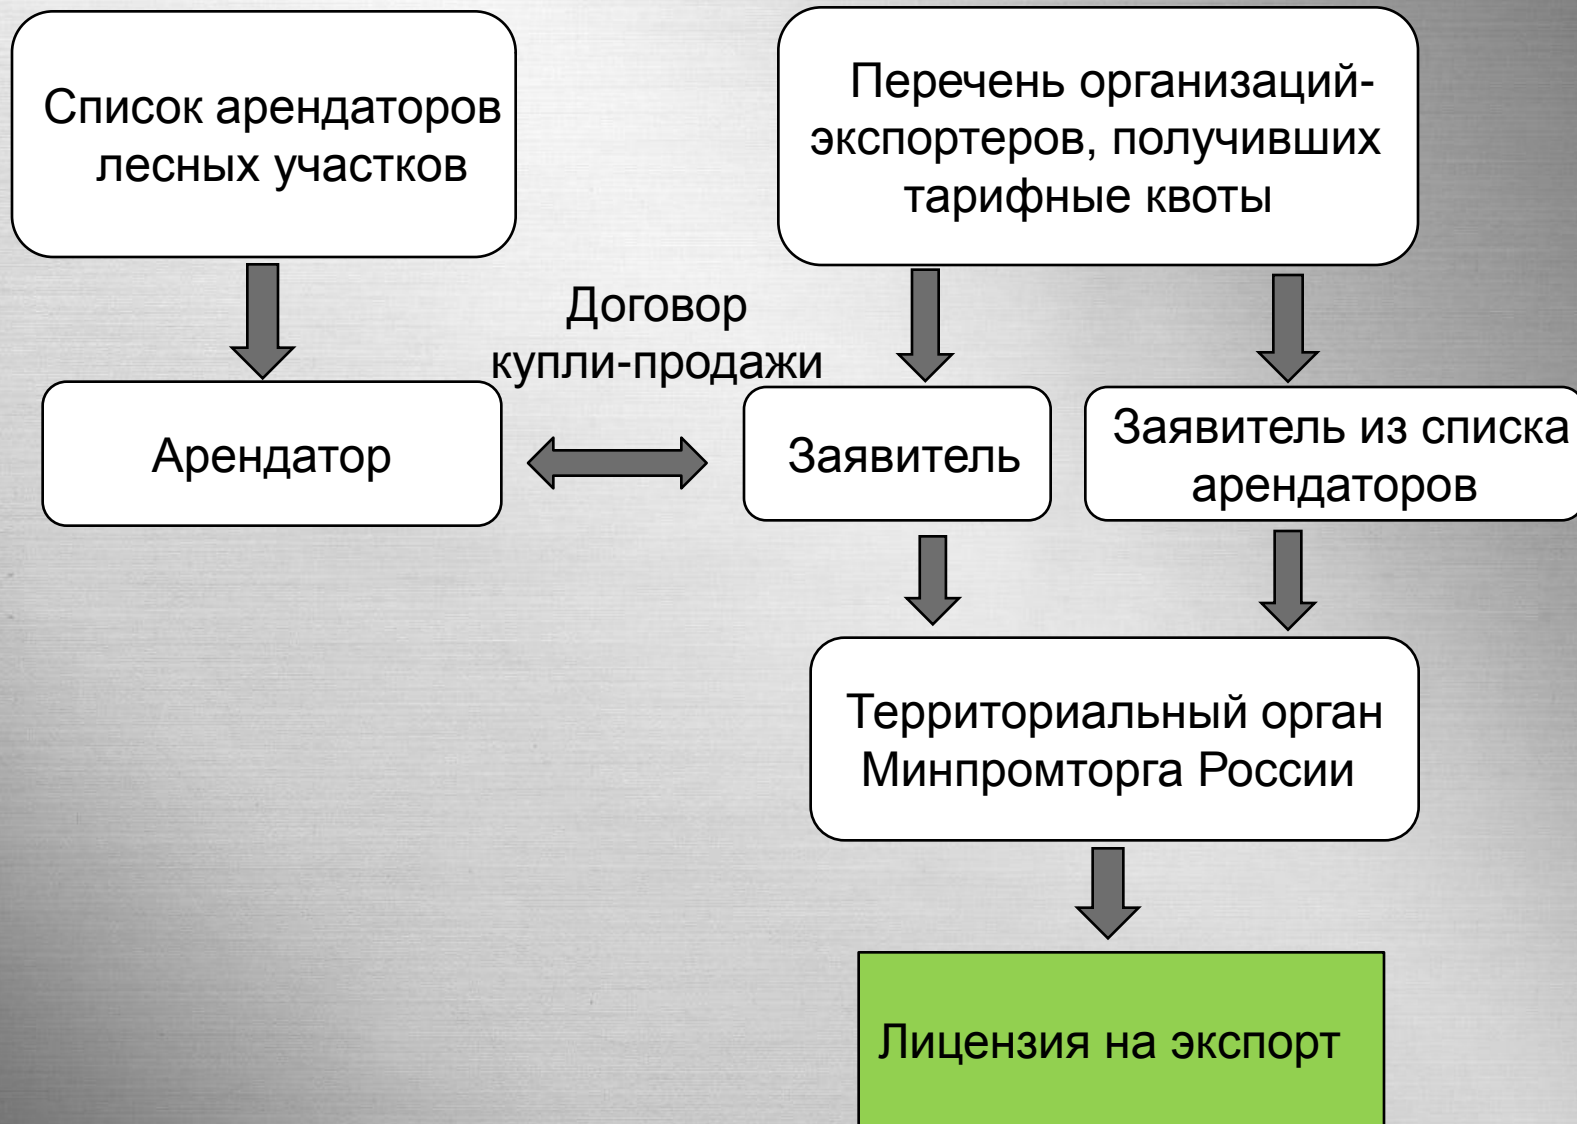 Список арендаторов
лесных участков
Перечень организаций-
экспортеров, получивших
тарифные квоты
Договор
купли-продажи
Арендатор
Заявитель
Заявитель из списка
арендаторов
Территориальный орган
Минпромторга России
Лицензия на экспорт